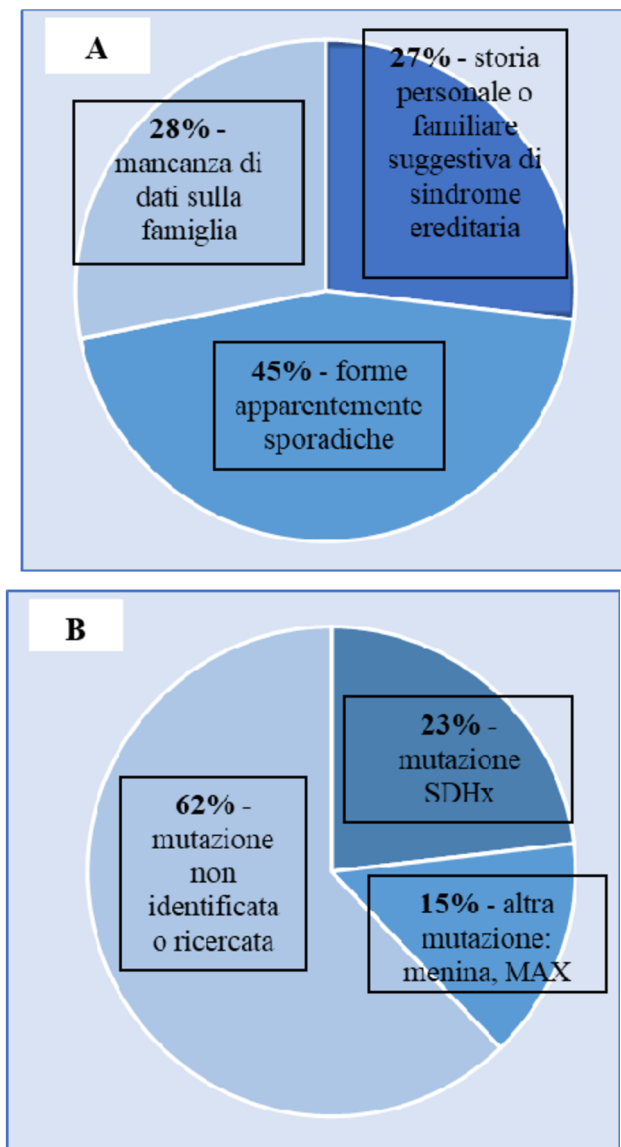 A
27% - storia
personale o
familiare
suggestiva di
sindrome
ereditaria
28% -
mancanza di
dati sulla
famiglia
45% - forme
apparentemente
sporadiche
B
23% -
mutazione
SDHx
62% -
mutazione
non
identificata
o ricercata
15% - altra
mutazione:
menina, MAX